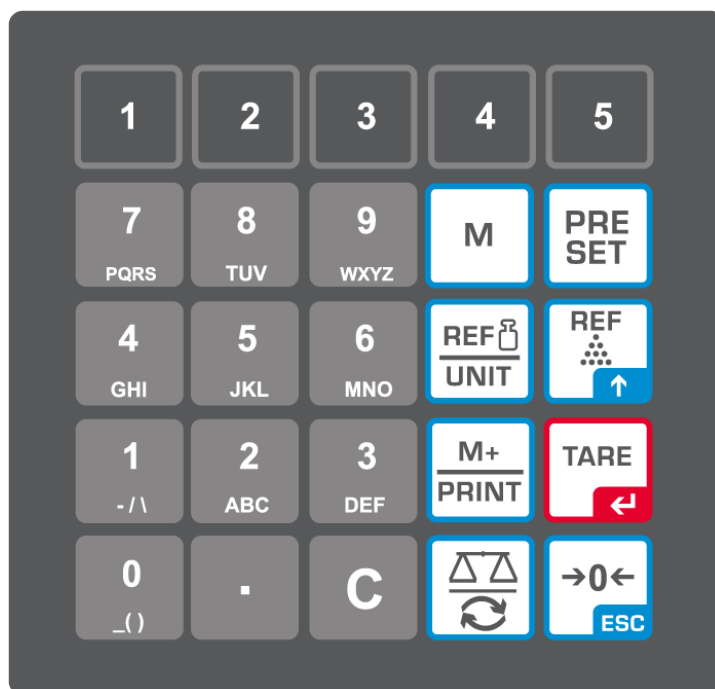 1 2 3 4 5
7 8 9 M PRE
PQRS TUV WXYZ SET
4 5 6 REF REF
GHI JKL MNO UNIT ↑
1 2 3 M+ TARE
- / \ ABC DEF PRINT
0 . C →0←
_( ) ESC